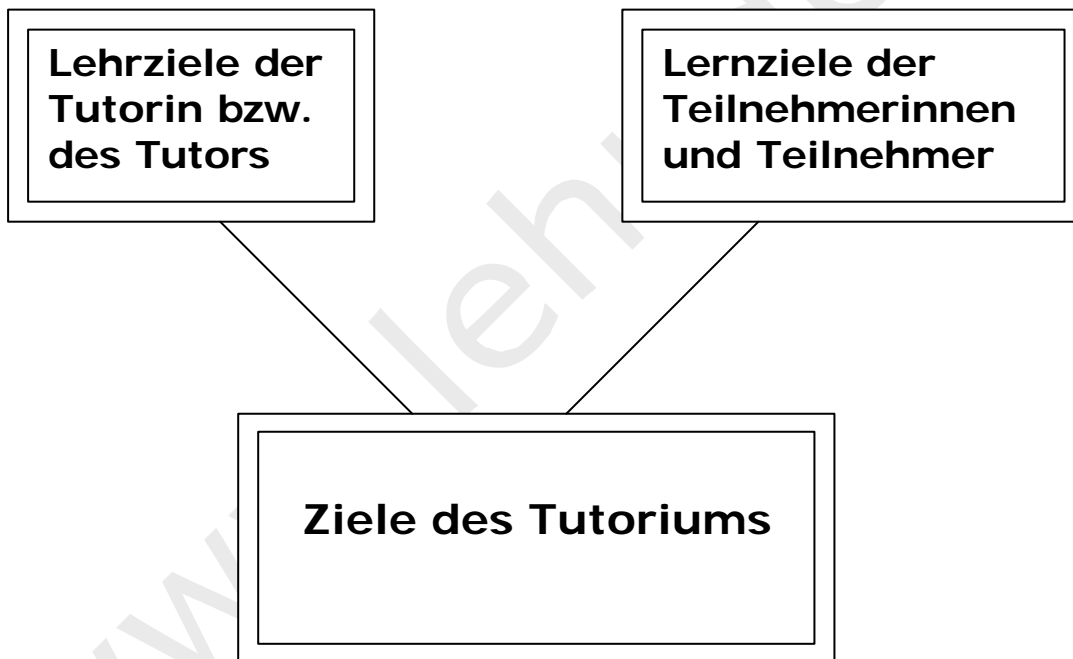 Lehrziele der
Tutorin bzw.
des Tutors
Lernziele der
Teilnehmerinnen
und Teilnehmer
Ziele des Tutoriums